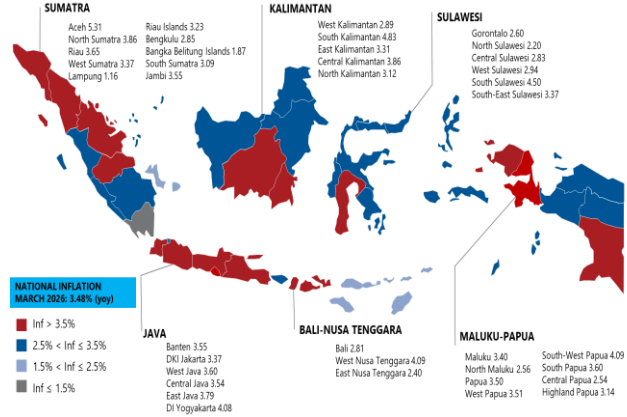 SUMATRA
Aceh 5.31
North Sumatra 3.86
Riau 3.65
West Sumatra 3.37
Lampung 1.16
Riau Islands 3.23
Bengkulu 2.85
Bangka Belitung Islands 1.87
South Sumatra 3.09
Jambi 3.55
KALIMANTAN
West Kalimantan 2.89
South Kalimantan 4.83
East Kalimantan 3.31
Central Kalimantan 3.86
North Kalimantan 3.12
SULAWESI
Gorontalo 2.60
North Sulawesi 2.20
Central Sulawesi 2.83
West Sulawesi 2.94
South Sulawesi 4.50
South-East Sulawesi 3.37
NATIONAL INFLATION
MARCH 2026: 3.48% (yoy)
Inf > 3.5%
2.5% < Inf ≤ 3.5%
1.5% < Inf ≤ 2.5%
Inf ≤ 1.5%
JAVA
Banten 3.55
DKI Jakarta 3.37
West Java 3.60
Central Java 3.54
East Java 3.79
DI Yogyakarta 4.08
BALI-NUSA TENGGARA
Bali 2.81
West Nusa Tenggara 4.09
East Nusa Tenggara 2.40
MALUKU-PAPUA
Maluku 3.40
North Maluku 2.56
Papua 3.50
West Papua 3.51
South-West Papua 4.09
South Papua 3.60
Central Papua 2.54
Highland Papua 3.14